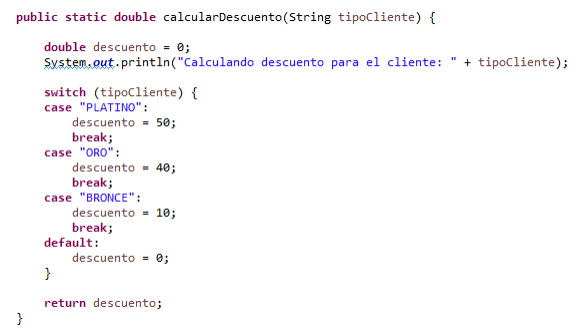 public static double calcularDescuento(String tipoCliente) {
double descuento = 0;
System.out.println("Calculando descuento para el cliente: " + tipoCliente);
switch (tipoCliente) {
case "PLATINO":
descuento = 50;
break;
case "ORO":
descuento = 40;
break;
case "BRONCE":
descuento = 10;
break;
default:
descuento = 0;
}
return descuento;
}